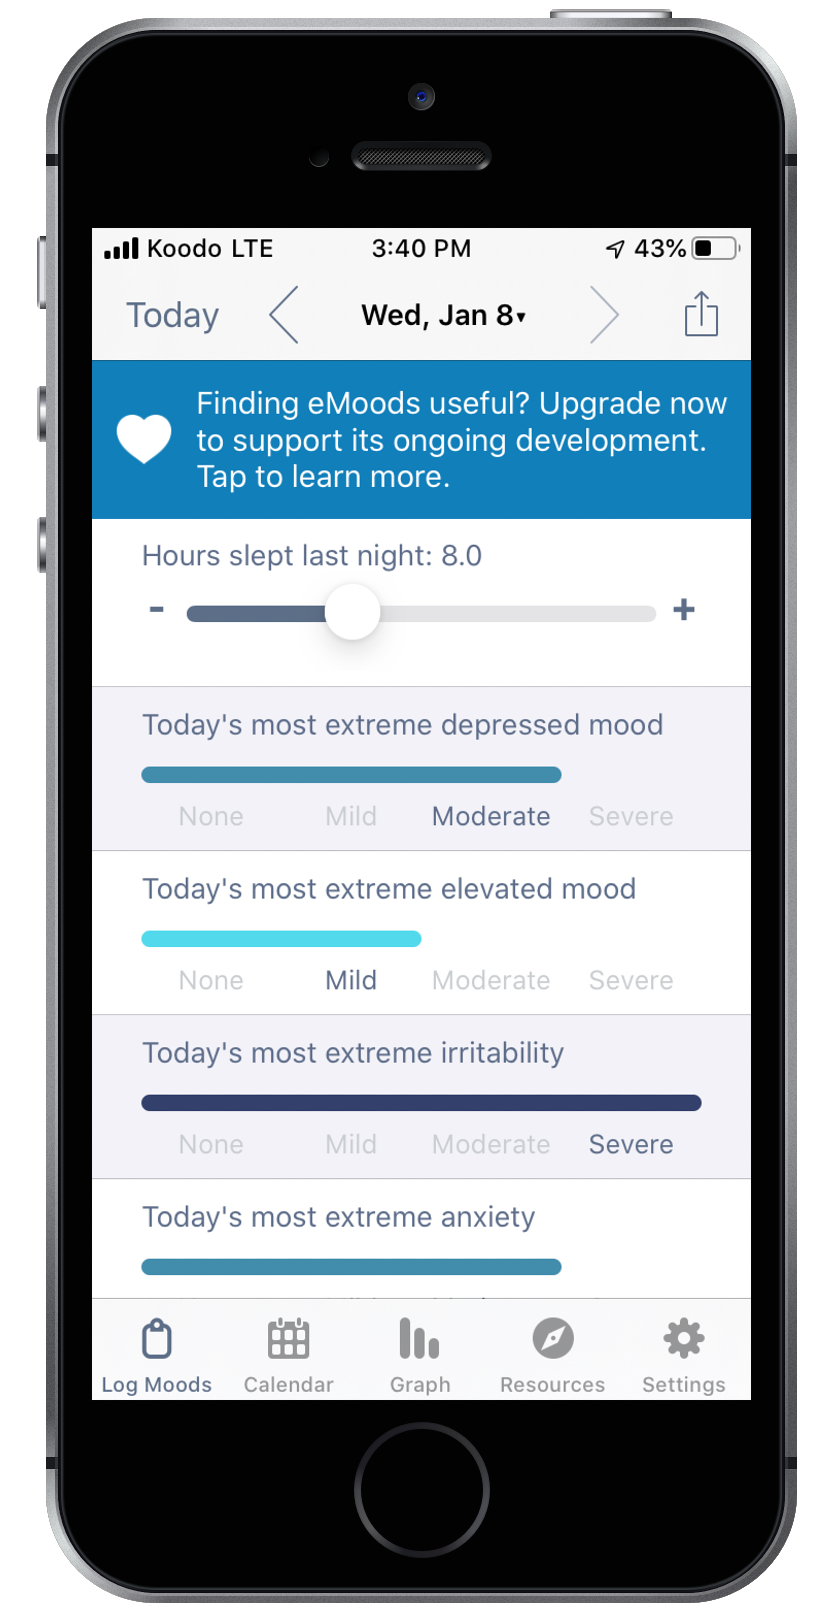 Koodo LTE 3:40 PM 43%
Today Wed, Jan 8▾
Finding eMoods useful? Upgrade now
to support its ongoing development.
Tap to learn more.
Hours slept last night: 8.0
- +
Today's most extreme depressed mood
None Mild Moderate Severe
Today's most extreme elevated mood
None Mild Moderate Severe
Today's most extreme irritability
None Mild Moderate Severe
Today's most extreme anxiety
Log Moods Calendar Graph Resources Settings